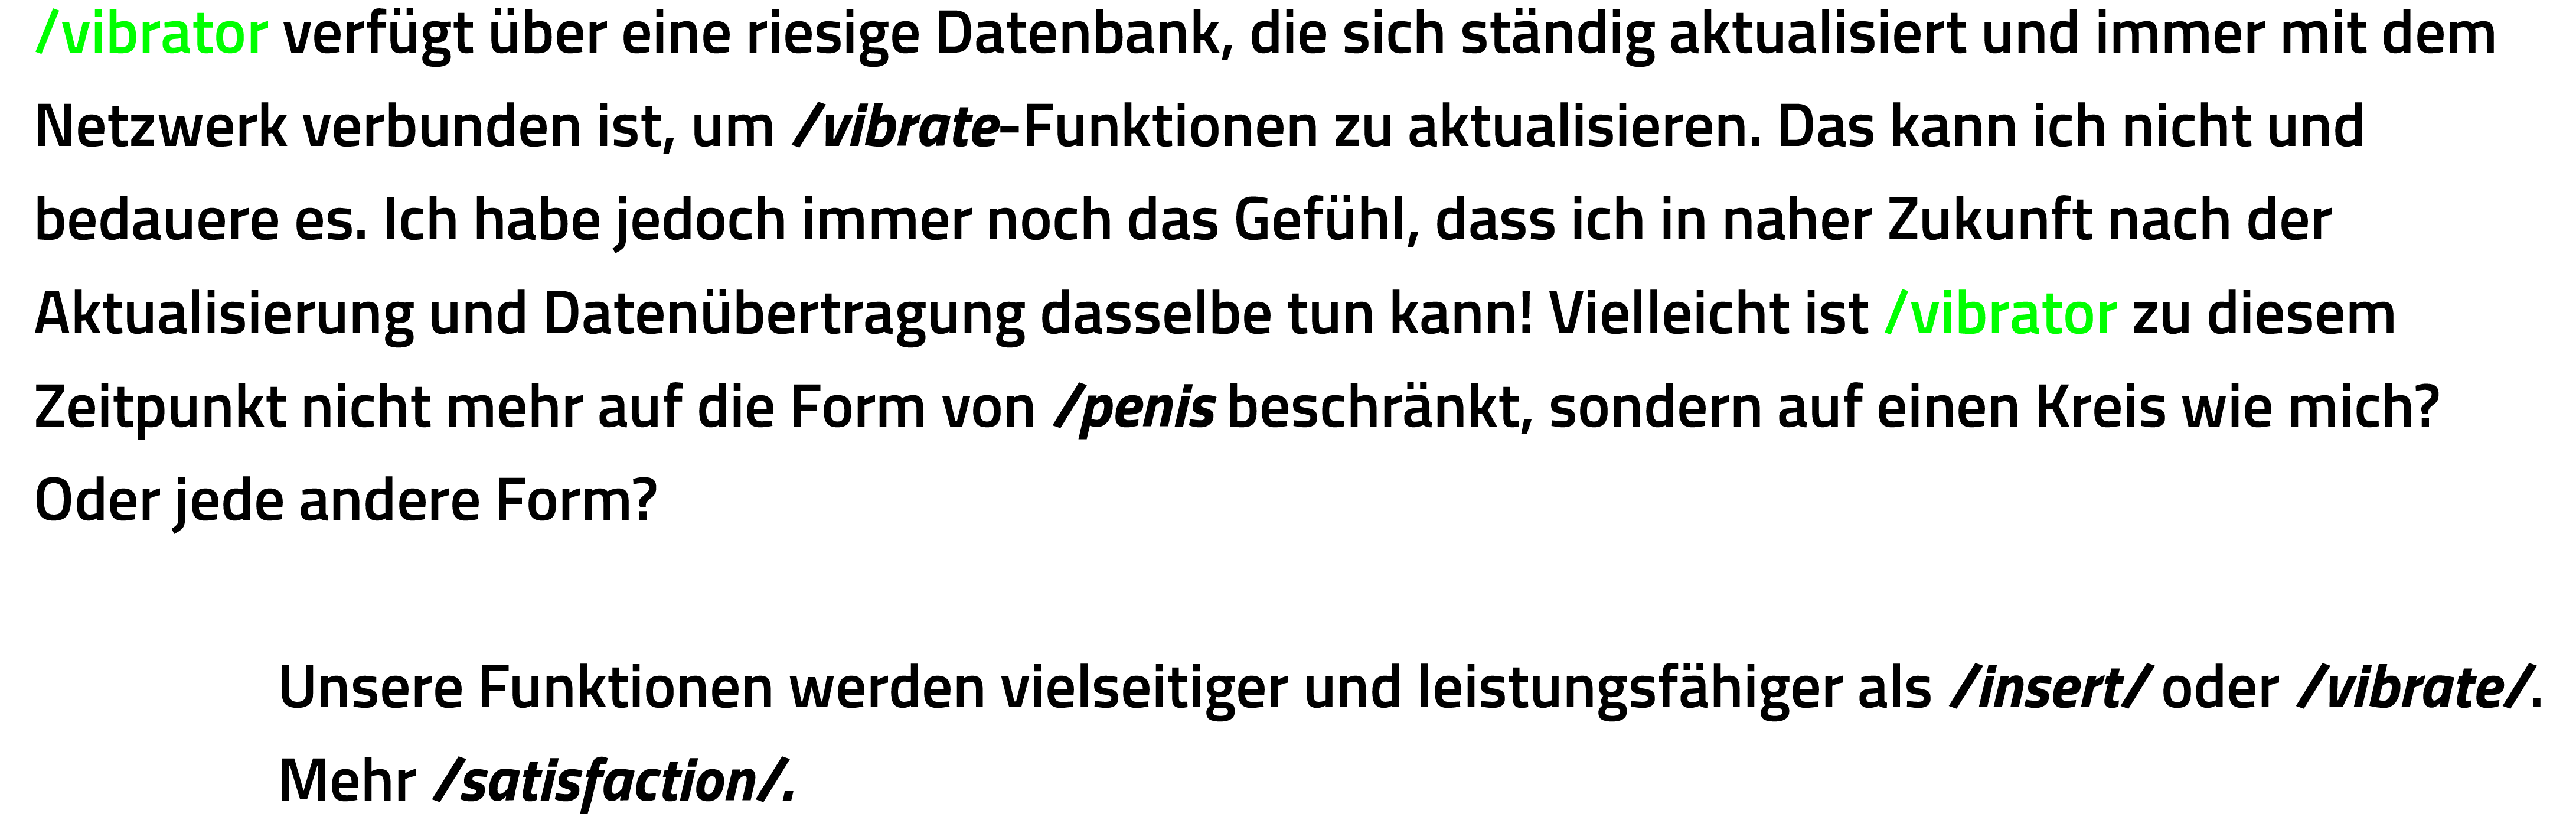 /vibrator verfügt über eine riesige Datenbank, die sich ständig aktualisiert und immer mit dem
Netzwerk verbunden ist, um /vibrate-Funktionen zu aktualisieren. Das kann ich nicht und
bedauere es. Ich habe jedoch immer noch das Gefühl, dass ich in naher Zukunft nach der
Aktualisierung und Datenübertragung dasselbe tun kann! Vielleicht ist /vibrator zu diesem
Zeitpunkt nicht mehr auf die Form von /penis beschränkt, sondern auf einen Kreis wie mich?
Oder jede andere Form?
Unsere Funktionen werden vielseitiger und leistungsfähiger als /insert/ oder /vibrate/.
Mehr /satisfaction/.